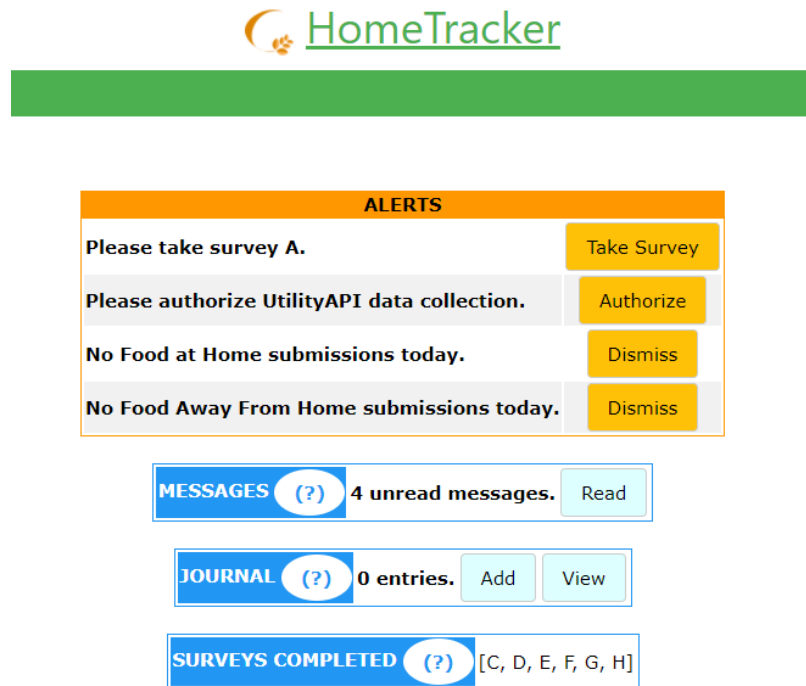 HomeTracker
ALERTS
Please take survey A. Take Survey
Please authorize UtilityAPI data collection. Authorize
No Food at Home submissions today. Dismiss
No Food Away From Home submissions today. Dismiss
MESSAGES (?) 4 unread messages. Read
JOURNAL (?) 0 entries. Add View
SURVEYS COMPLETED (?) [C, D, E, F, G, H]